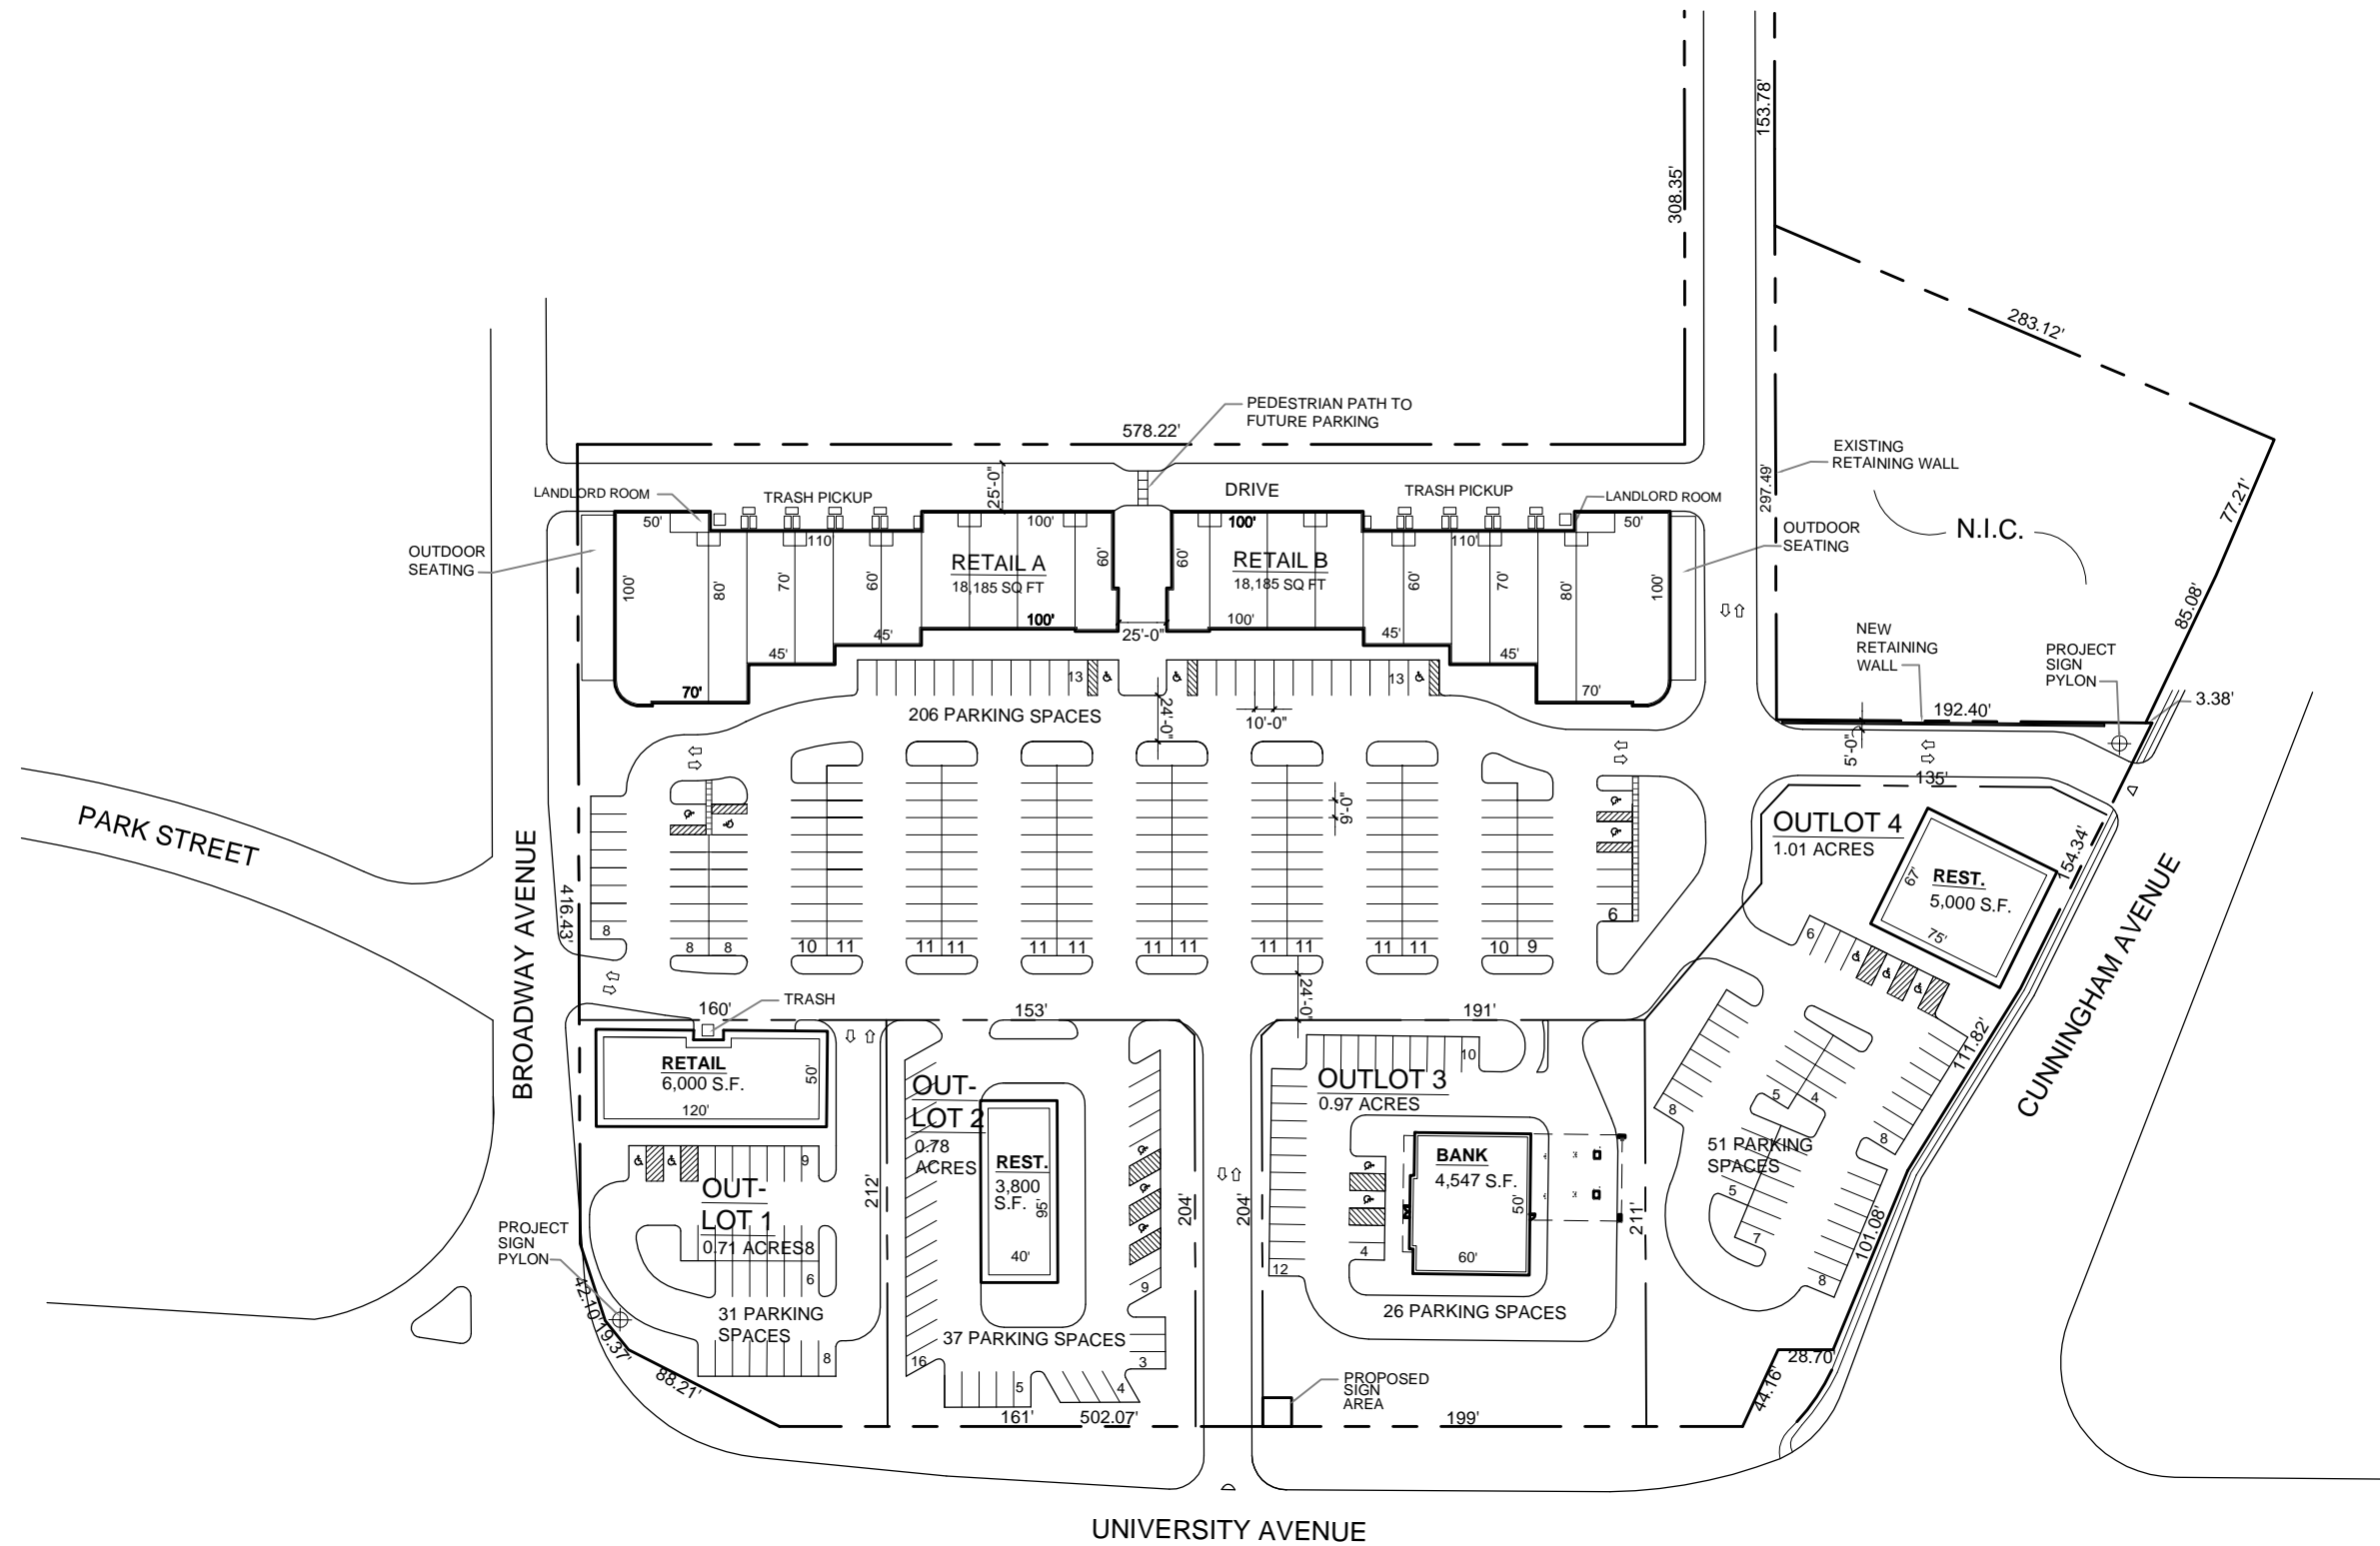 153.78'
308.35'
283.12'
PEDESTRIAN PATH TO
FUTURE PARKING
578.22'
EXISTING
RETAINING WALL
297.49'
77.21'
25'-0"
DRIVE
LANDLORD ROOM
TRASH PICKUP
TRASH PICKUP
LANDLORD ROOM
50'
100'
100'
50'
OUTDOOR
SEATING
N.I.C.
110'
110'
OUTDOOR
SEATING
RETAIL A
18,185 SQ FT
RETAIL B
18,185 SQ FT
100'
80'
70'
60'
60'
60'
60'
70'
80'
100'
85.08'
100'
100'
25'-0"
45'
45'
45'
45'
70'
70'
NEW
RETAINING
WALL
PROJECT
SIGN
PYLON
3.38'
192.40'
13
13
206 PARKING SPACES
24'-0"
10'-0"
5'-0"
135'
9'-0"
PARK STREET
BROADWAY AVENUE
416.43'
OUTLOT 4
1.01 ACRES
154.34'
67'
REST.
5,000 S.F.
75'
CUNNINGHAM AVENUE
8
8
8
10
11
11
11
11
11
11
11
11
11
11
11
10
9
6
6
24'-0"
160'
TRASH
153'
191'
111.82'
RETAIL
6,000 S.F.
50'
120'
OUT-
LOT 2
0.78
ACRES
REST.
3,800
S.F.
95'
40'
10
OUTLOT 3
0.97 ACRES
BANK
4,547 S.F.
50'
60'
8
5
4
8
51 PARKING
SPACES
5
7
8
101.08'
9
OUT-
LOT 1
0.71 ACRES
8
6
212'
204'
204'
211'
4
12
9
PROJECT
SIGN
PYLON
42.10'
19.37'
88.21'
31 PARKING
SPACES
8
37 PARKING SPACES
26 PARKING SPACES
16
3
5
4
161'
502.07'
PROPOSED
SIGN
AREA
199'
28.70'
44.16'
UNIVERSITY AVENUE